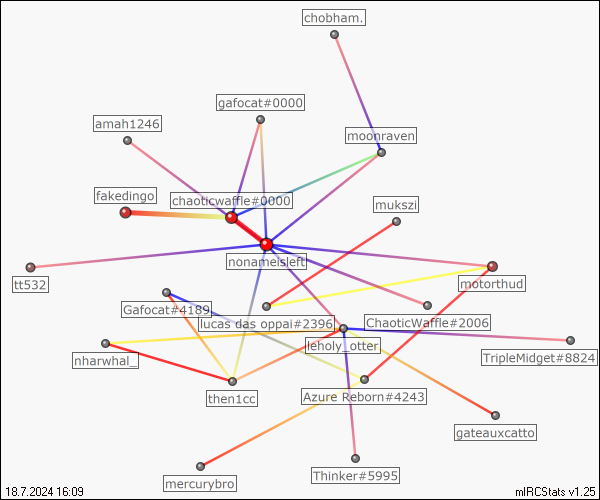 chobham.
gafocat#0000
amah1246
moonraven
fakedingo
chaoticwaffle#0000
mukszi
nonameisleft
tt532
motorthud
Gafocat#4189
lucas das oppai#2396
ChaoticWaffle#2006
leholy_otter
nharwhal_
TripleMidget#8824
then1cc
Azure Reborn#4243
gateauxcatto
mercurybro
Thinker#5995
18.7.2024 16:09
mIRCStats v1.25